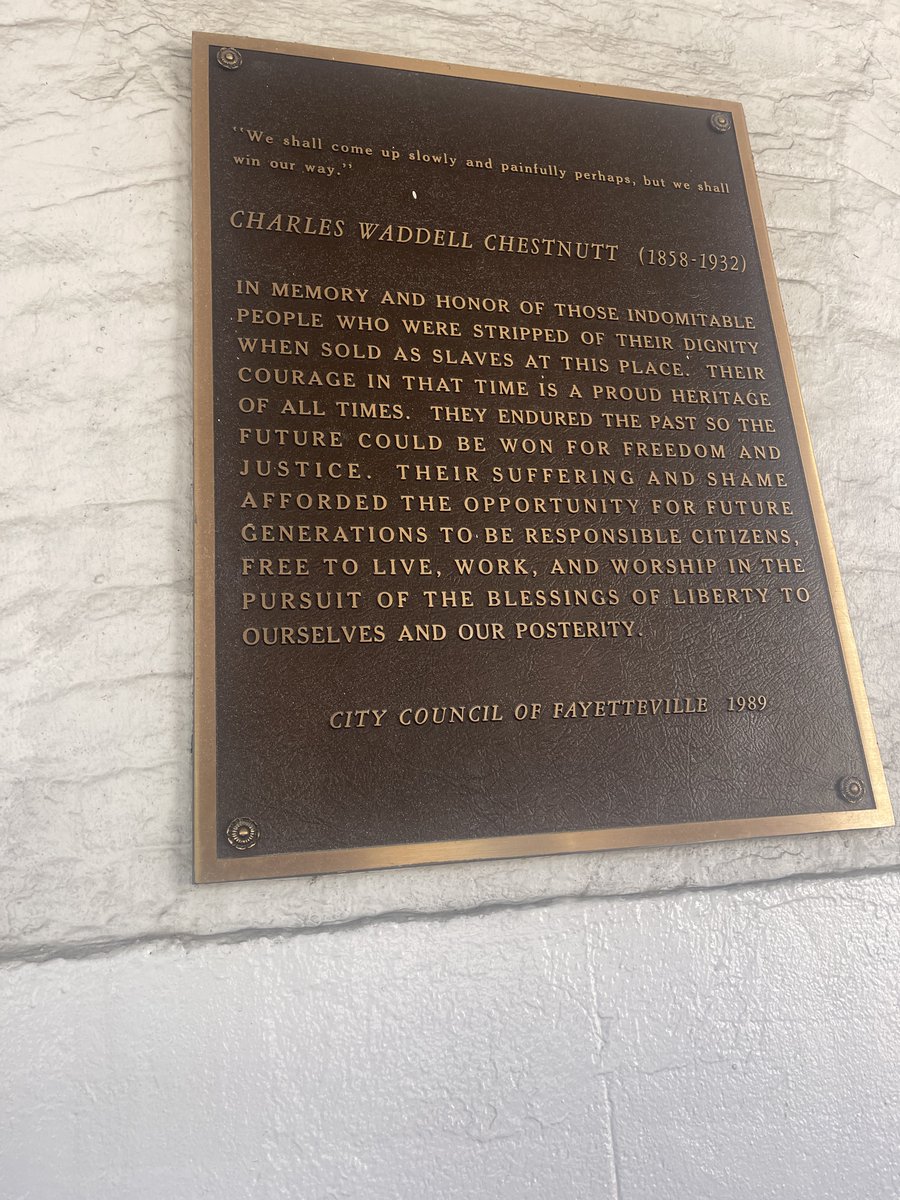 "We shall come up slowly and painfully perhaps, but we shall
win our way."
CHARLES WADDELL CHESTNUTT (1858-1932)
IN MEMORY AND HONOR OF THOSE INDOMITABLE
PEOPLE WHO WERE STRIPPED OF THEIR DIGNITY
WHEN SOLD AS SLAVES AT THIS PLACE. THEIR
COURAGE IN THAT TIME IS A PROUD HERITAGE
OF ALL TIMES. THEY ENDURED THE PAST SO THE
FUTURE COULD BE WON FOR FREEDOM AND
JUSTICE. THEIR SUFFERING AND SHAME
AFFORDED THE OPPORTUNITY FOR FUTURE
GENERATIONS TO BE RESPONSIBLE CITIZENS,
FREE TO LIVE, WORK, AND WORSHIP IN THE
PURSUIT OF THE BLESSINGS OF LIBERTY TO
OURSELVES AND OUR POSTERITY.
CITY COUNCIL OF FAYETTEVILLE 1989